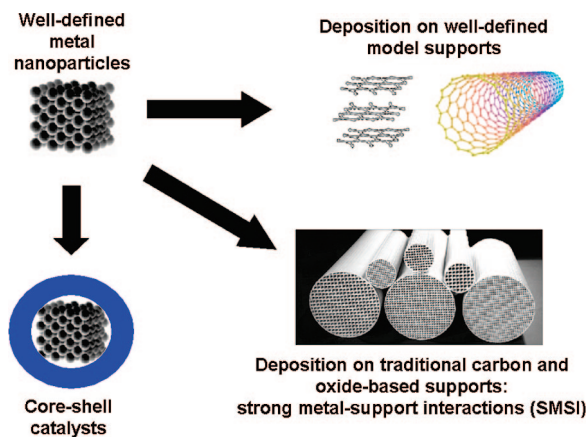 Well-defined
metal
nanoparticles
Deposition on well-defined
model supports
Deposition on traditional carbon and
oxide-based supports:
strong metal-support interactions (SMSI)
Core-shell
catalysts